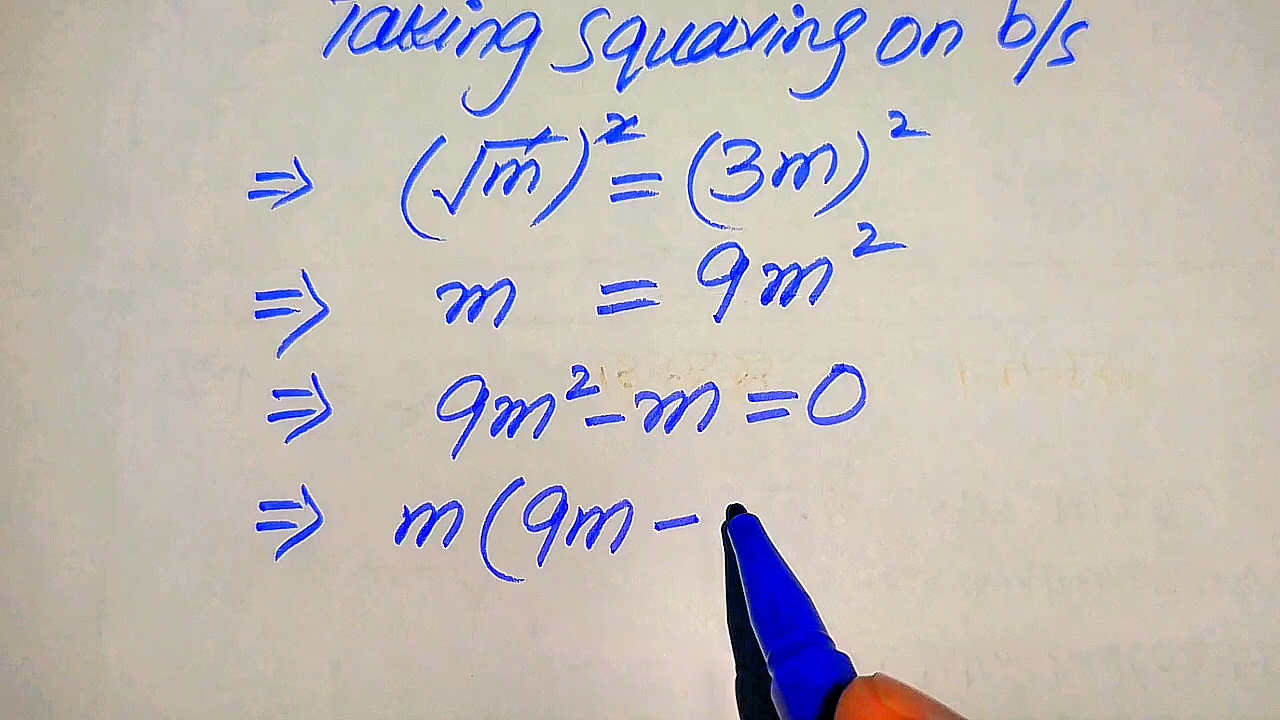 Taking squaring on b/s
⇒ (√m)² = (3m)²
⇒ m = 9m²
⇒ 9m² - m = 0
⇒ m(9m -